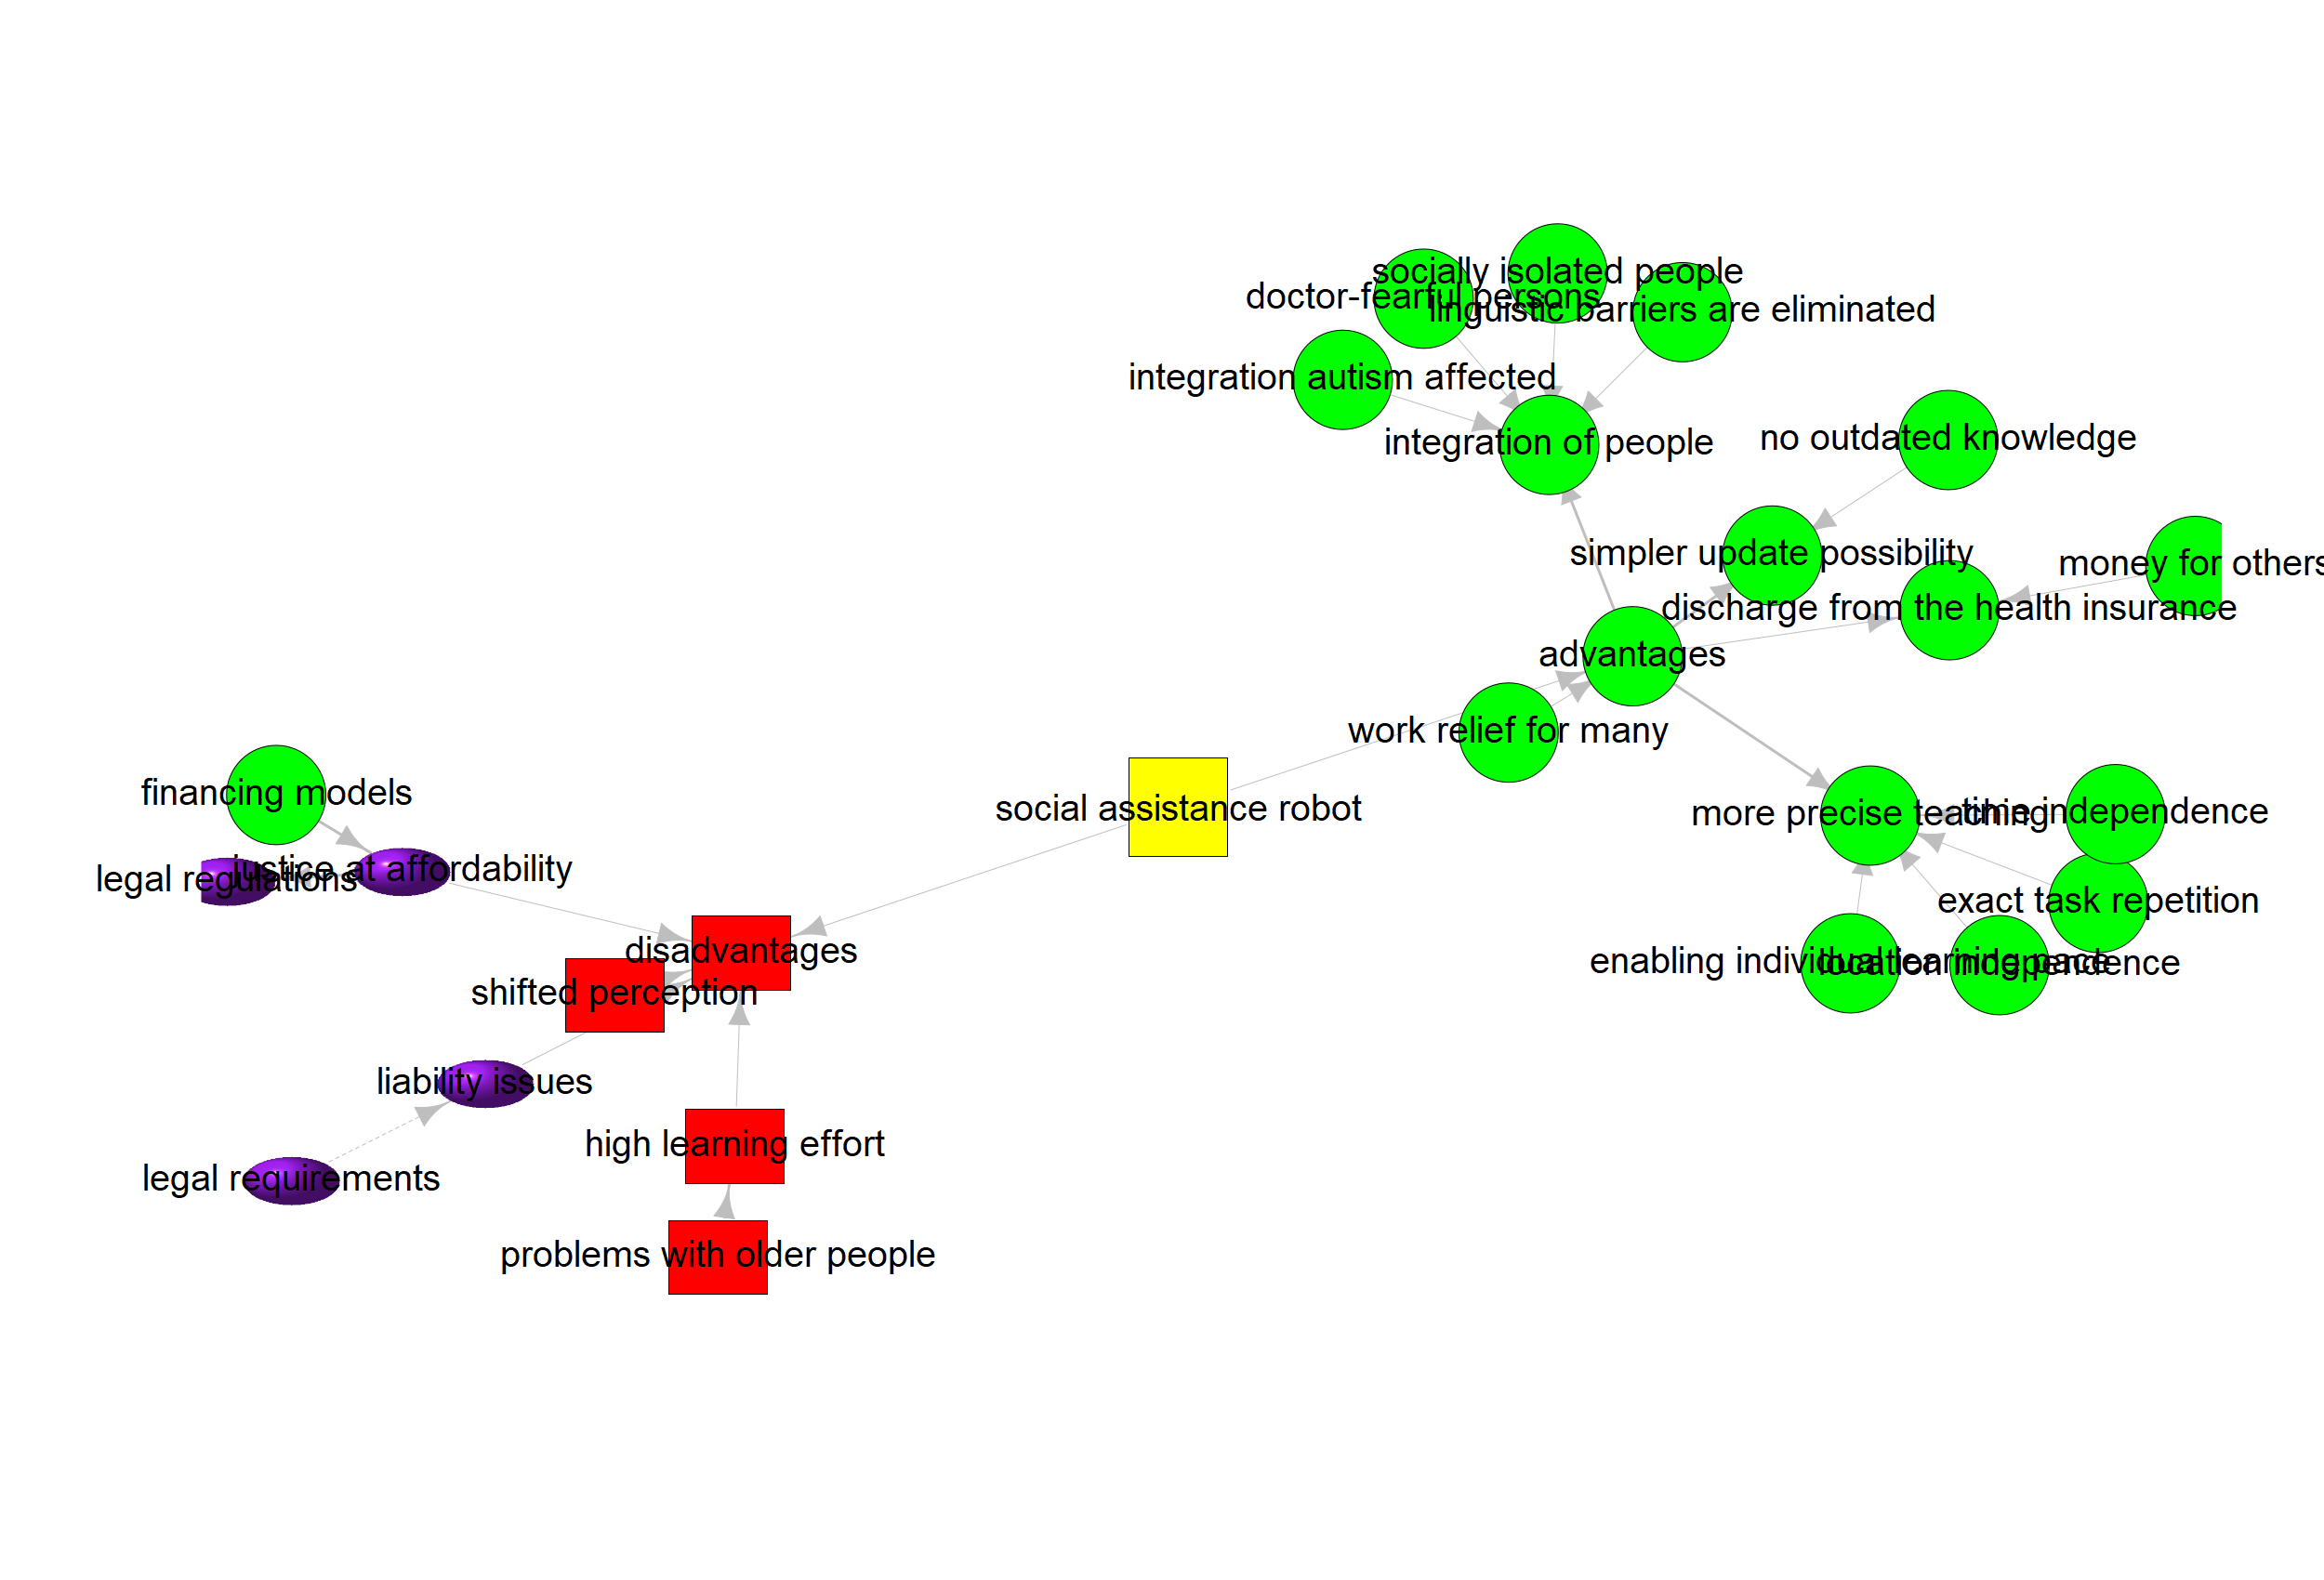 socially isolated people
doctor-fearful persons
linguistic barriers are eliminated
integration autism affected
integration of people
no outdated knowledge
simpler update possibility
money for others
discharge from the health insurance
advantages
work relief for many
financing models
social assistance robot
more precise teaching
time independence
justice at affordability
legal regulations
exact task repetition
disadvantages
enabling individual learning pace
location independence
shifted perception
liability issues
high learning effort
legal requirements
problems with older people